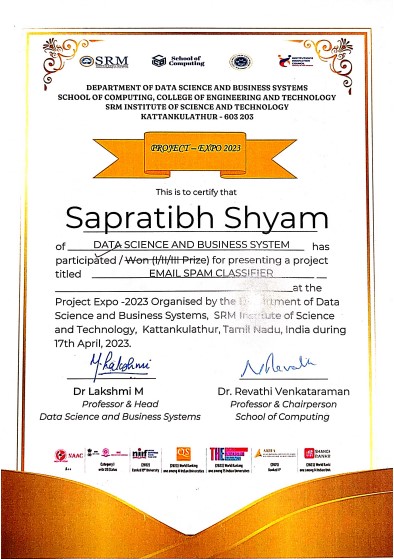 SRM
School of
Computing
DEPARTMENT OF DATA SCIENCE AND BUSINESS SYSTEMS
SCHOOL OF COMPUTING, COLLEGE OF ENGINEERING AND TECHNOLOGY
SRM INSTITUTE OF SCIENCE AND TECHNOLOGY
KATTANKULATHUR - 603 203
PROJECT – EXPO 2023
This is to certify that
Sapratibh Shyam
of DATA SCIENCE AND BUSINESS SYSTEM has
participated / Won (I/II/III Prize) for presenting a project
titled EMAIL SPAM CLASSIFIER
at the
Project Expo -2023 Organised by the Department of Data
Science and Business Systems, SRM Institute of Science
and Technology, Kattankulathur, Tamil Nadu, India during
17th April, 2023.
M. Lakshmi
Dr Lakshmi M
Professor & Head
Data Science and Business Systems
Dr. Revathi Venkataraman
Professor & Chairperson
School of Computing
NAAC
A++
nirf
QS
THE